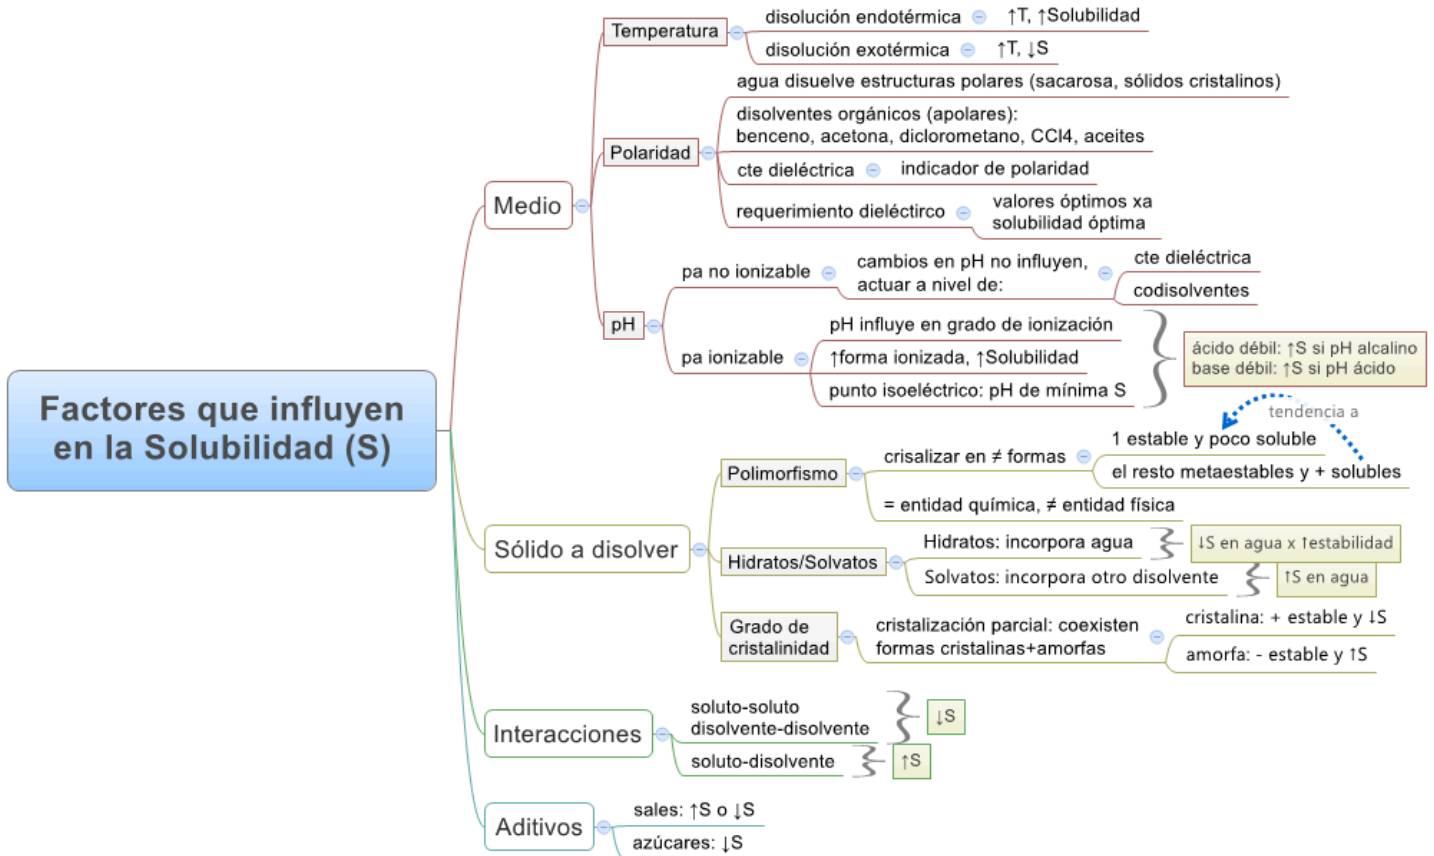 Factores que influyen
en la Solubilidad (S)
Medio
Temperatura
disolución endotérmica
↑T, ↑Solubilidad
disolución exotérmica
↑T, ↓S
Polaridad
agua disuelve estructuras polares (sacarosa, sólidos cristalinos)
disolventes orgánicos (apolares):
benceno, acetona, diclorometano, CCl4, aceites
cte dieléctrica
indicador de polaridad
requerimiento dieléctirco
valores óptimos xa
solubilidad óptima
pH
pa no ionizable
cambios en pH no influyen,
actuar a nivel de:
cte dieléctrica
codisolventes
pa ionizable
pH influye en grado de ionización
↑forma ionizada, ↑Solubilidad
punto isoeléctrico: pH de mínima S
ácido débil: ↑S si pH alcalino
base débil: ↑S si pH ácido
Sólido a disolver
Polimorfismo
crisalizar en ≠ formas
1 estable y poco soluble
el resto metaestables y + solubles
tendencia a
= entidad química, ≠ entidad física
Hidratos/Solvatos
Hidratos: incorpora agua
↓S en agua x ↑estabilidad
Solvatos: incorpora otro disolvente
↑S en agua
Grado de
cristalinidad
cristalización parcial: coexisten
formas cristalinas+amorfas
cristalina: + estable y ↓S
amorfa: - estable y ↑S
Interacciones
soluto-soluto
disolvente-disolvente
↓S
soluto-disolvente
↑S
Aditivos
sales: ↑S o ↓S
azúcares: ↓S